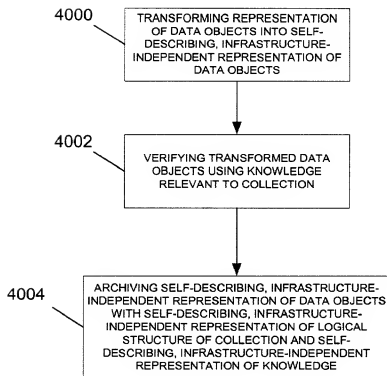 4000
TRANSFORMING REPRESENTATION
OF DATA OBJECTS INTO SELF-
DESCRIBING, INFRASTRUCTURE-
INDEPENDENT REPRESENTATION OF
DATA OBJECTS
4002
VERIFYING TRANSFORMED DATA
OBJECTS USING KNOWLEDGE
RELEVANT TO COLLECTION
4004
ARCHIVING SELF-DESCRIBING, INFRASTRUCTURE-
INDEPENDENT REPRESENTATION OF DATA OBJECTS
WITH SELF-DESCRIBING, INFRASTRUCTURE-
INDEPENDENT REPRESENTATION OF LOGICAL
STRUCTURE OF COLLECTION AND SELF-
DESCRIBING, INFRASTRUCTURE-INDEPENDENT
REPRESENTATION OF KNOWLEDGE